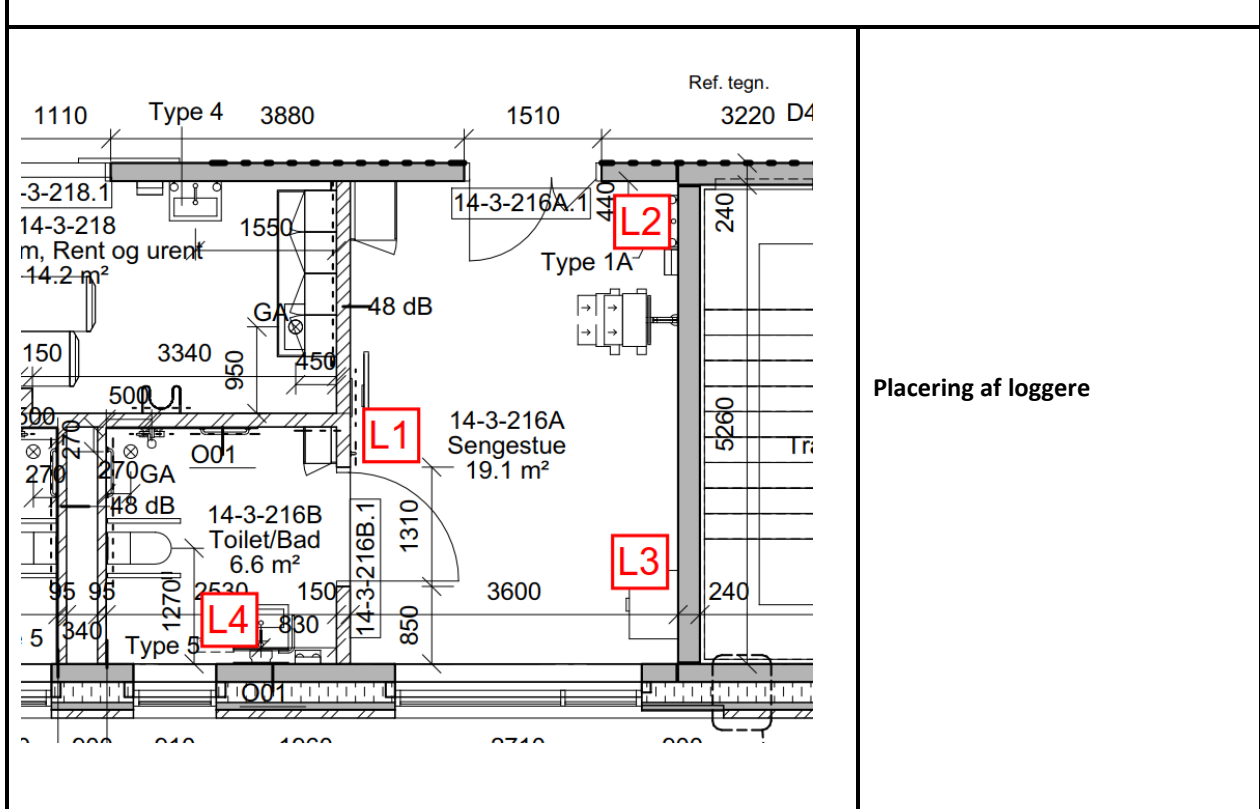 Ref. tegn.
1110
Type 4
3880
1510
3220
D4
-3-218.1
14-3-218
m, Rent og urent
14.2 m²
1550
14-3-216A.1
440
L2
240
Type 1A
GA
48 dB
150
3340
950
450
500
500
270
270
270
GA
O01
L1
14-3-216A
Sengestue
19.1 m²
5260
Tra
Placering af loggere
48 dB
14-3-216B
Toilet/Bad
6.6 m²
14-3-216B.1
1310
L3
95
95
1270
2530
150
3600
240
L4
830
850
5
340
Type 5
O01